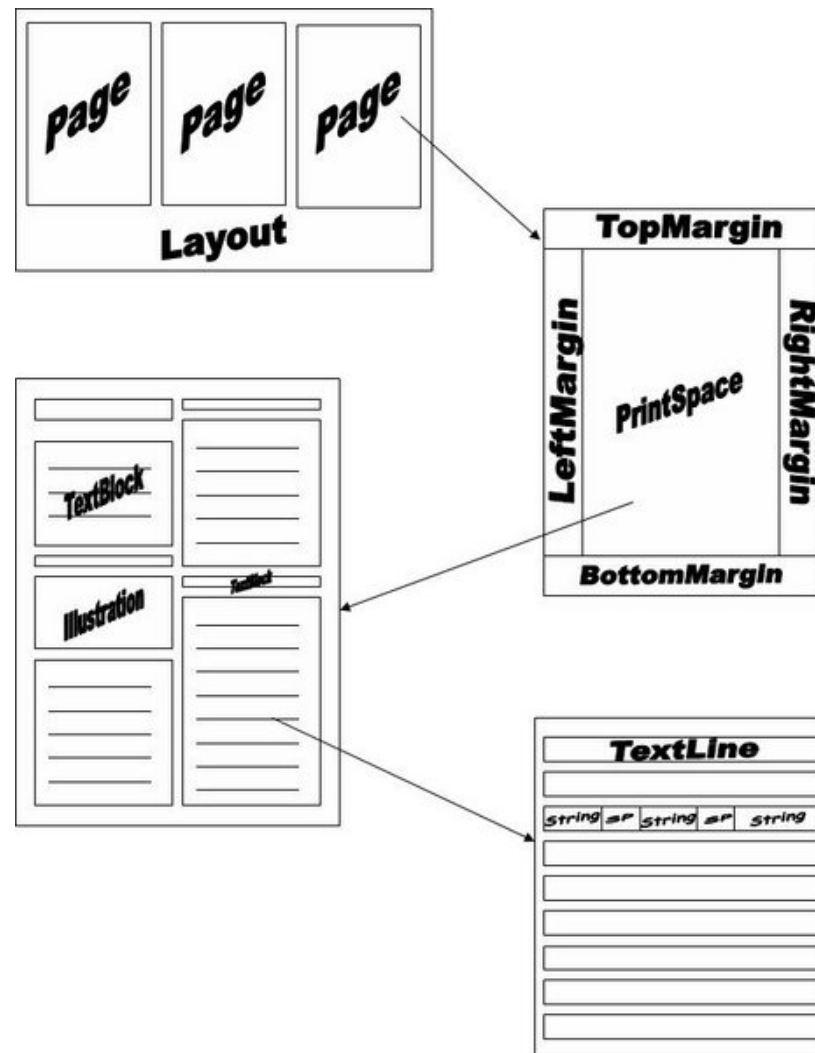 Page Page Page
Layout
TopMargin
LeftMargin
PrintSpace
RightMargin
BottomMargin
TextBlock
Illustration
TextBlock
TextLine
String SP String SP String